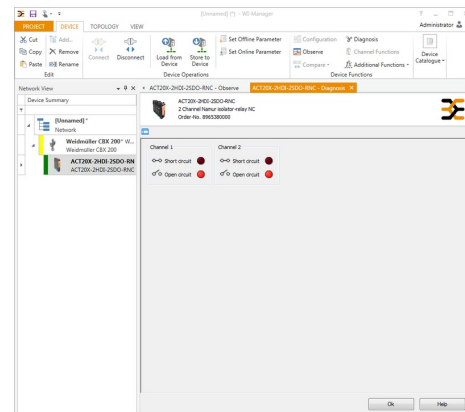 [Unnamed] (*) - WI-Manager
PROJECT DEVICE TOPOLOGY VIEW Administrator
Cut Add...
Copy Remove
Paste Rename
Connect Disconnect
Load from Device
Store to Device
Set Offline Parameter
Set Online Parameter
Configuration
Observe
Compare
Diagnosis
Channel Functions
Additional Functions
Device Catalogue
Edit Device Operations Device Functions
Network View
ACT20X-2HDI-2SDO-RNC - Observe ACT20X-2HDI-2SDO-RNC - Diagnosis
Device Summary
[Unnamed]*
Network
Weidmüller CBX 200* W...
Weidmüller CBX 200
ACT20X-2HDI-2SDO-RN
ACT20X-2HDI-2SDO-RNC
ACT20X-2HDI-2SDO-RNC
2 Channel Namur isolator-relay NC
Order-No. 8965380000
Channel 1 Channel 2
Short circuit Short circuit
Open circuit Open circuit
Ok Help